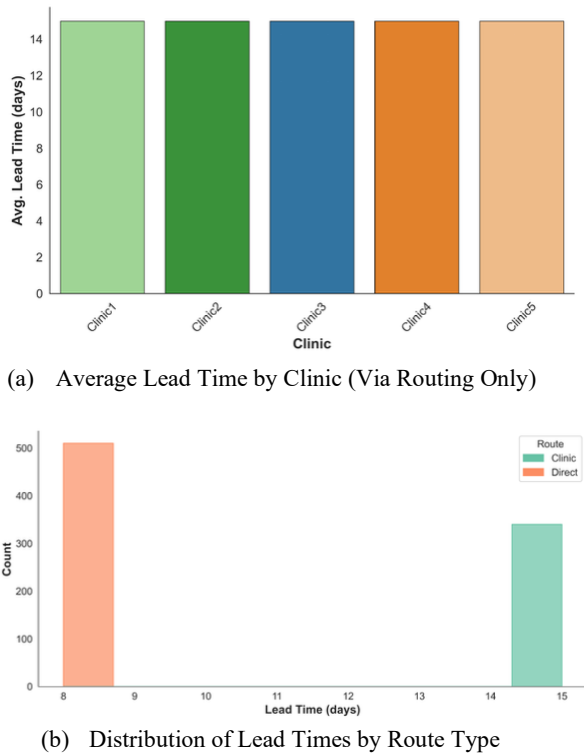 14
12
10
8
6
4
2
0
Avg. Lead Time (days)
Clinic1
Clinic2
Clinic3
Clinic4
Clinic5
Clinic
(a) Average Lead Time by Clinic (Via Routing Only)
500
400
300
200
100
0
Count
Route
Clinic
Direct
8 9 10 11 12 13 14 15
Lead Time (days)
(b) Distribution of Lead Times by Route Type